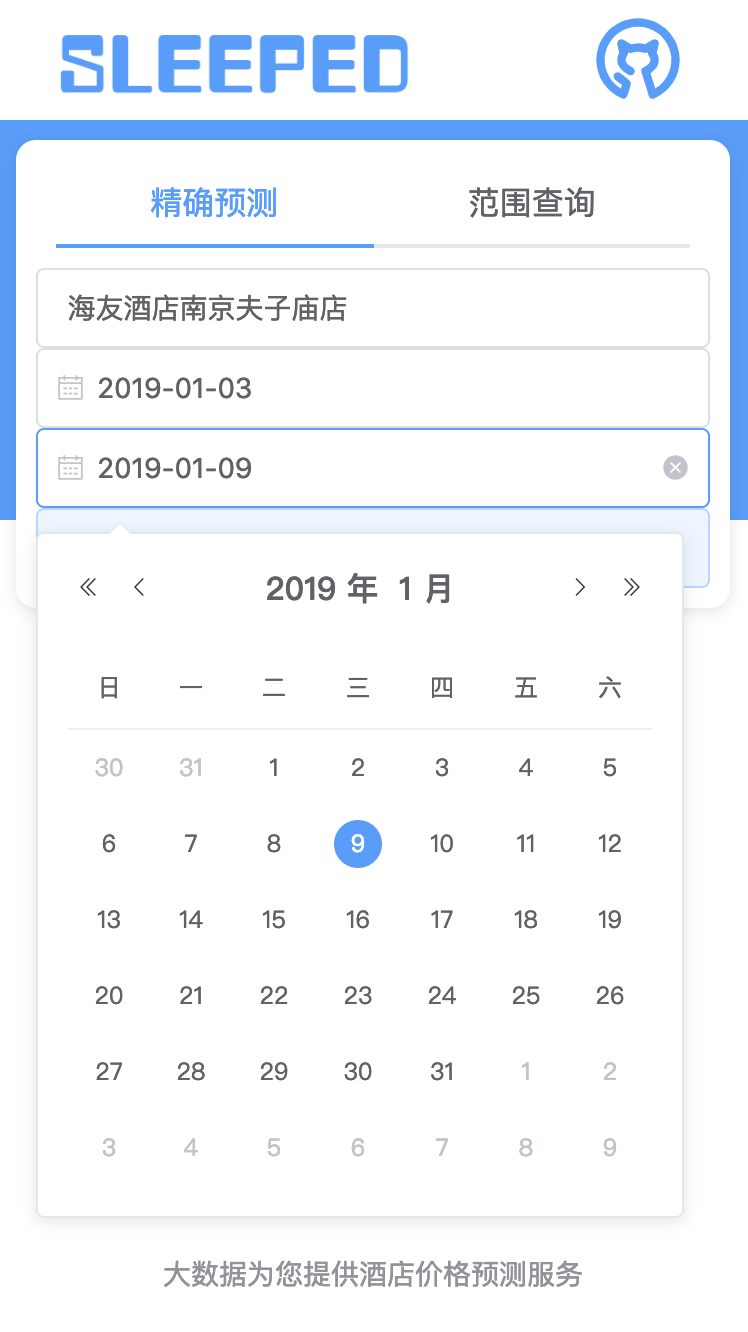 SLEEPED
精确预测 范围查询
海友酒店南京夫子庙店
2019-01-03
2019-01-09
2019 年 1 月
日 一 二 三 四 五 六
30 31 1 2 3 4 5
6 7 8 9 10 11 12
13 14 15 16 17 18 19
20 21 22 23 24 25 26
27 28 29 30 31 1 2
3 4 5 6 7 8 9
大数据为您提供酒店价格预测服务